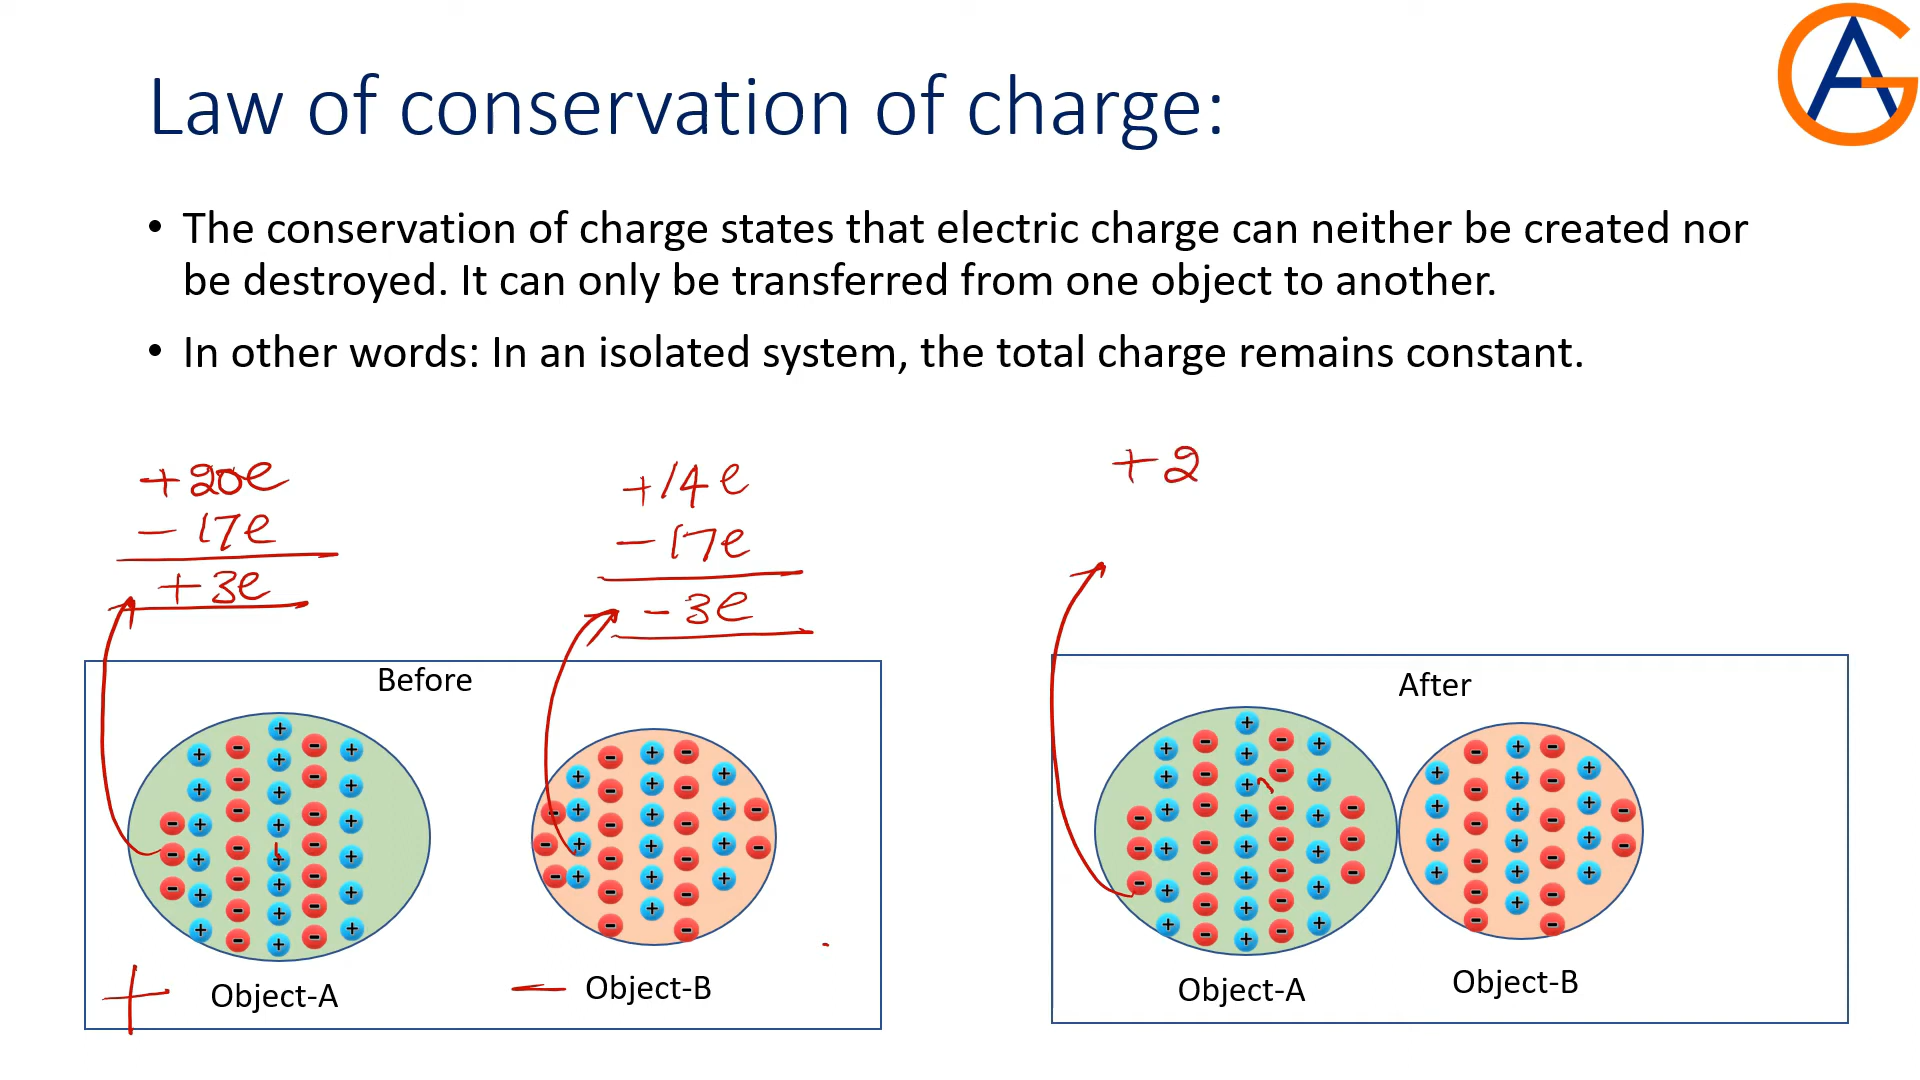 Law of conservation of charge:
• The conservation of charge states that electric charge can neither be created nor
be destroyed. It can only be transferred from one object to another.
• In other words: In an isolated system, the total charge remains constant.
+20e
-17e
+3e
+14e
-17e
-3e
+2
Before
After
+ Object-A
- Object-B
Object-A
Object-B